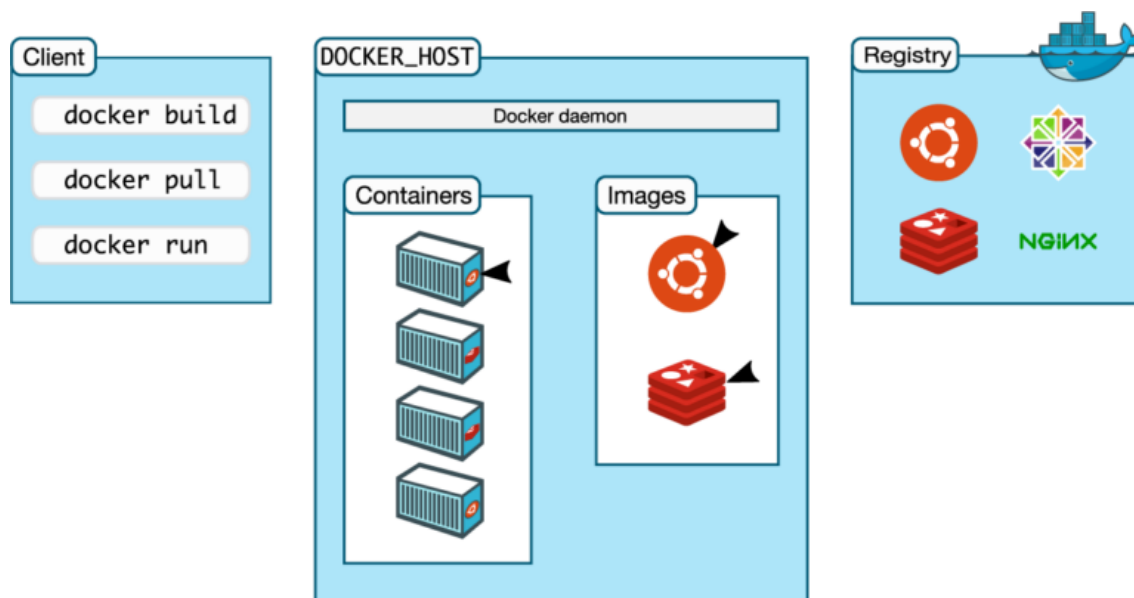 Client
docker build
docker pull
docker run
DOCKER_HOST
Docker daemon
Containers
Images
Registry
NGINX